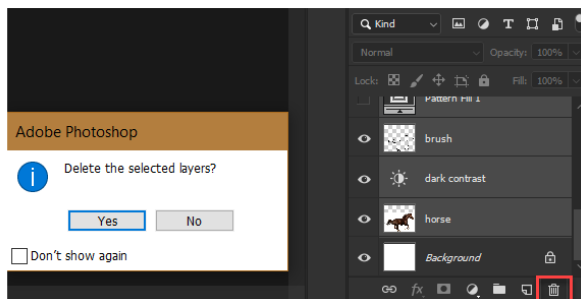 Kind
Normal
Opacity: 100%
Lock:
Fill: 100%
Pattern Fill 1
brush
dark contrast
horse
Background
fx
Adobe Photoshop
Delete the selected layers?
Yes
No
Don't show again